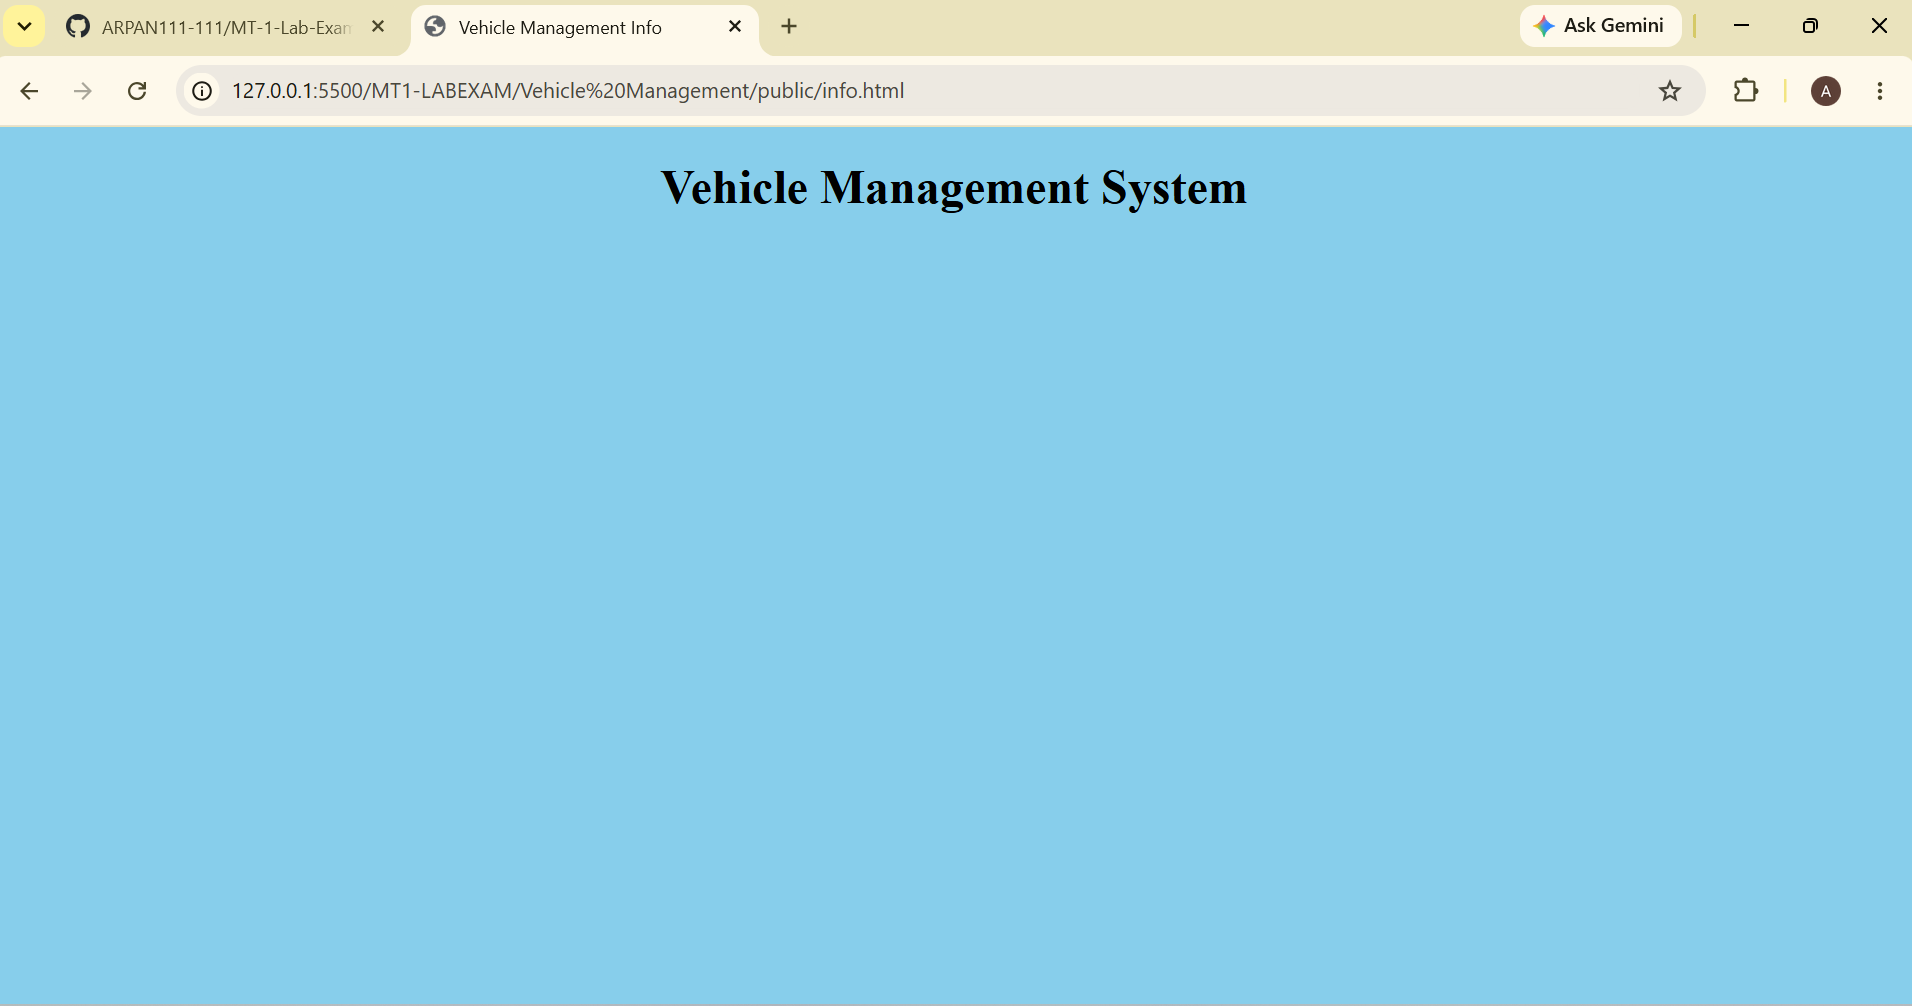 ARPAN111-111/MT-1-Lab-Exam
Vehicle Management Info
Ask Gemini
127.0.0.1:5500/MT1-LABEXAM/Vehicle%20Management/public/info.html
A
Vehicle Management System